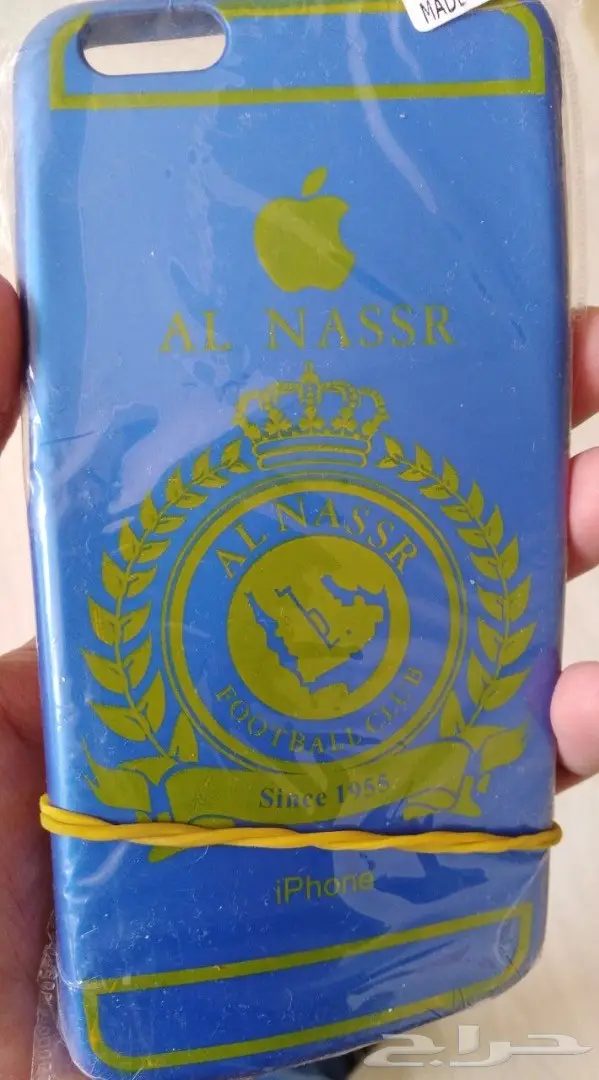 MADE
AL NASSR
AL NASSR
FOOTBALL CLUB
Since 1955
iPhone
حراج